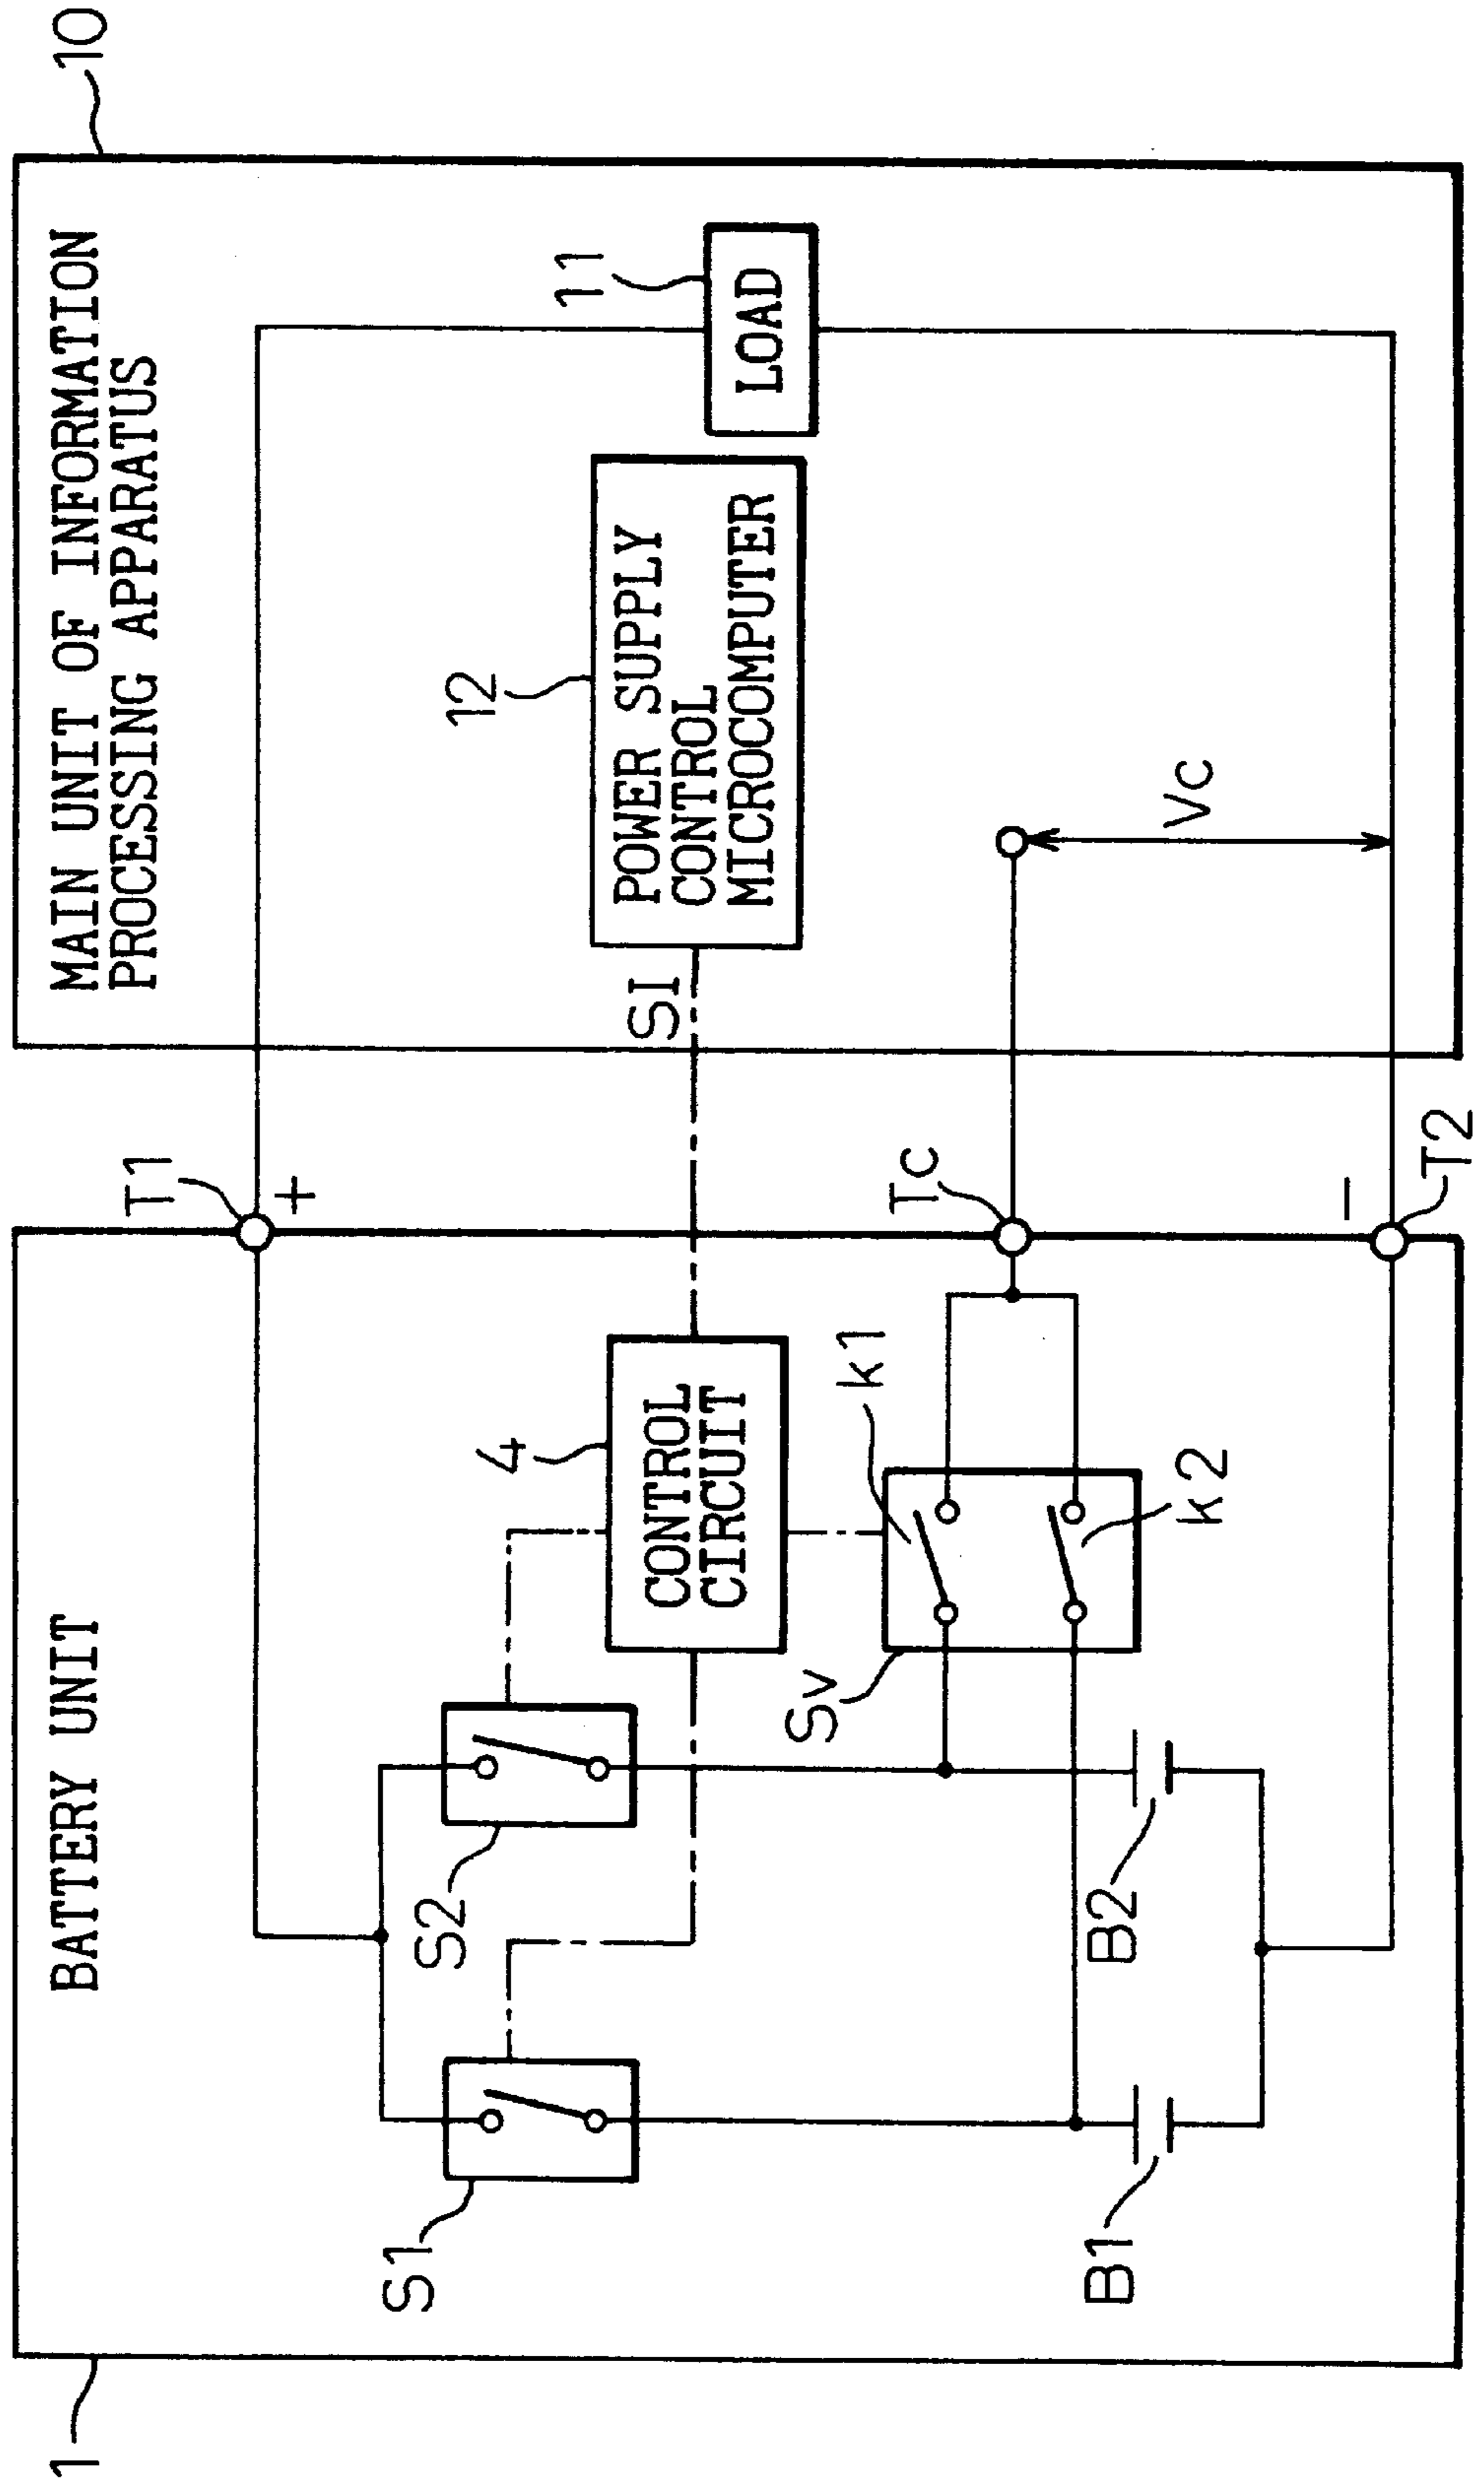 BATTERY UNIT
MAIN UNIT OF INFORMATION
PROCESSING APPARATUS
1
10
T1
+
S1
S2
4
CONTROL
CIRCUIT
SI
12
POWER SUPPLY
CONTROL
MICROCOMPUTER
11
LOAD
Sv
k1
k2
Tc
Vc
B1
B2
−
T2